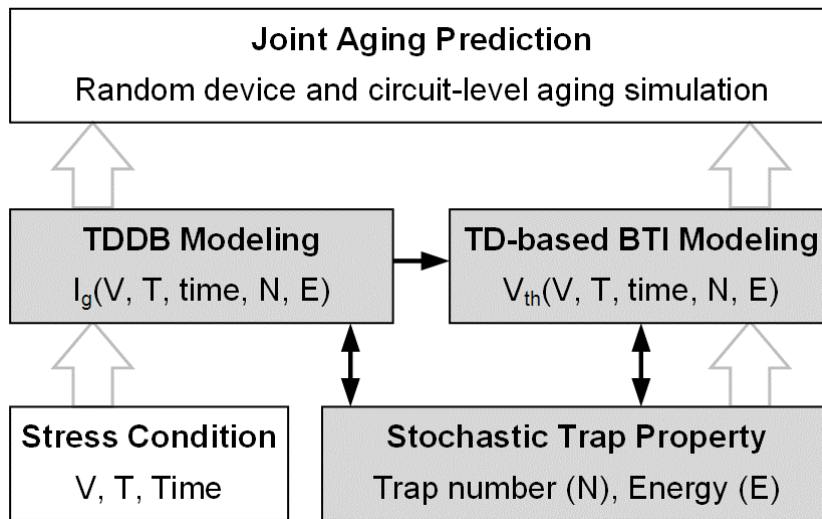 Joint Aging Prediction
Random device and circuit-level aging simulation
TDDB Modeling
Ig(V, T, time, N, E)
TD-based BTI Modeling
Vth(V, T, time, N, E)
Stress Condition
V, T, Time
Stochastic Trap Property
Trap number (N), Energy (E)